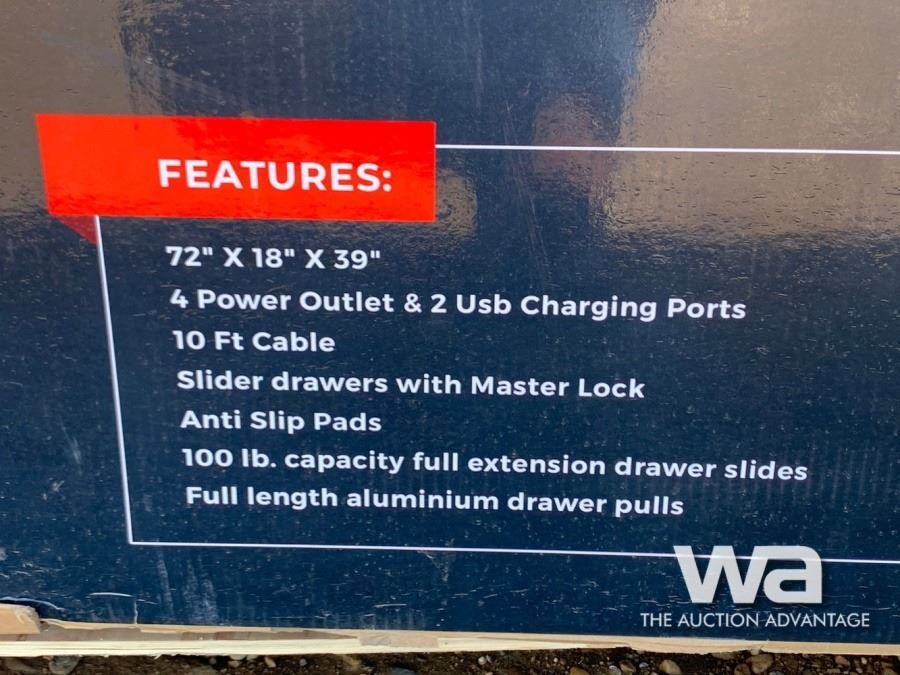 FEATURES:
72" X 18" X 39"
4 Power Outlet & 2 Usb Charging Ports
10 Ft Cable
Slider drawers with Master Lock
Anti Slip Pads
100 lb. capacity full extension drawer slides
Full length aluminium drawer pulls
wa
THE AUCTION ADVANTAGE